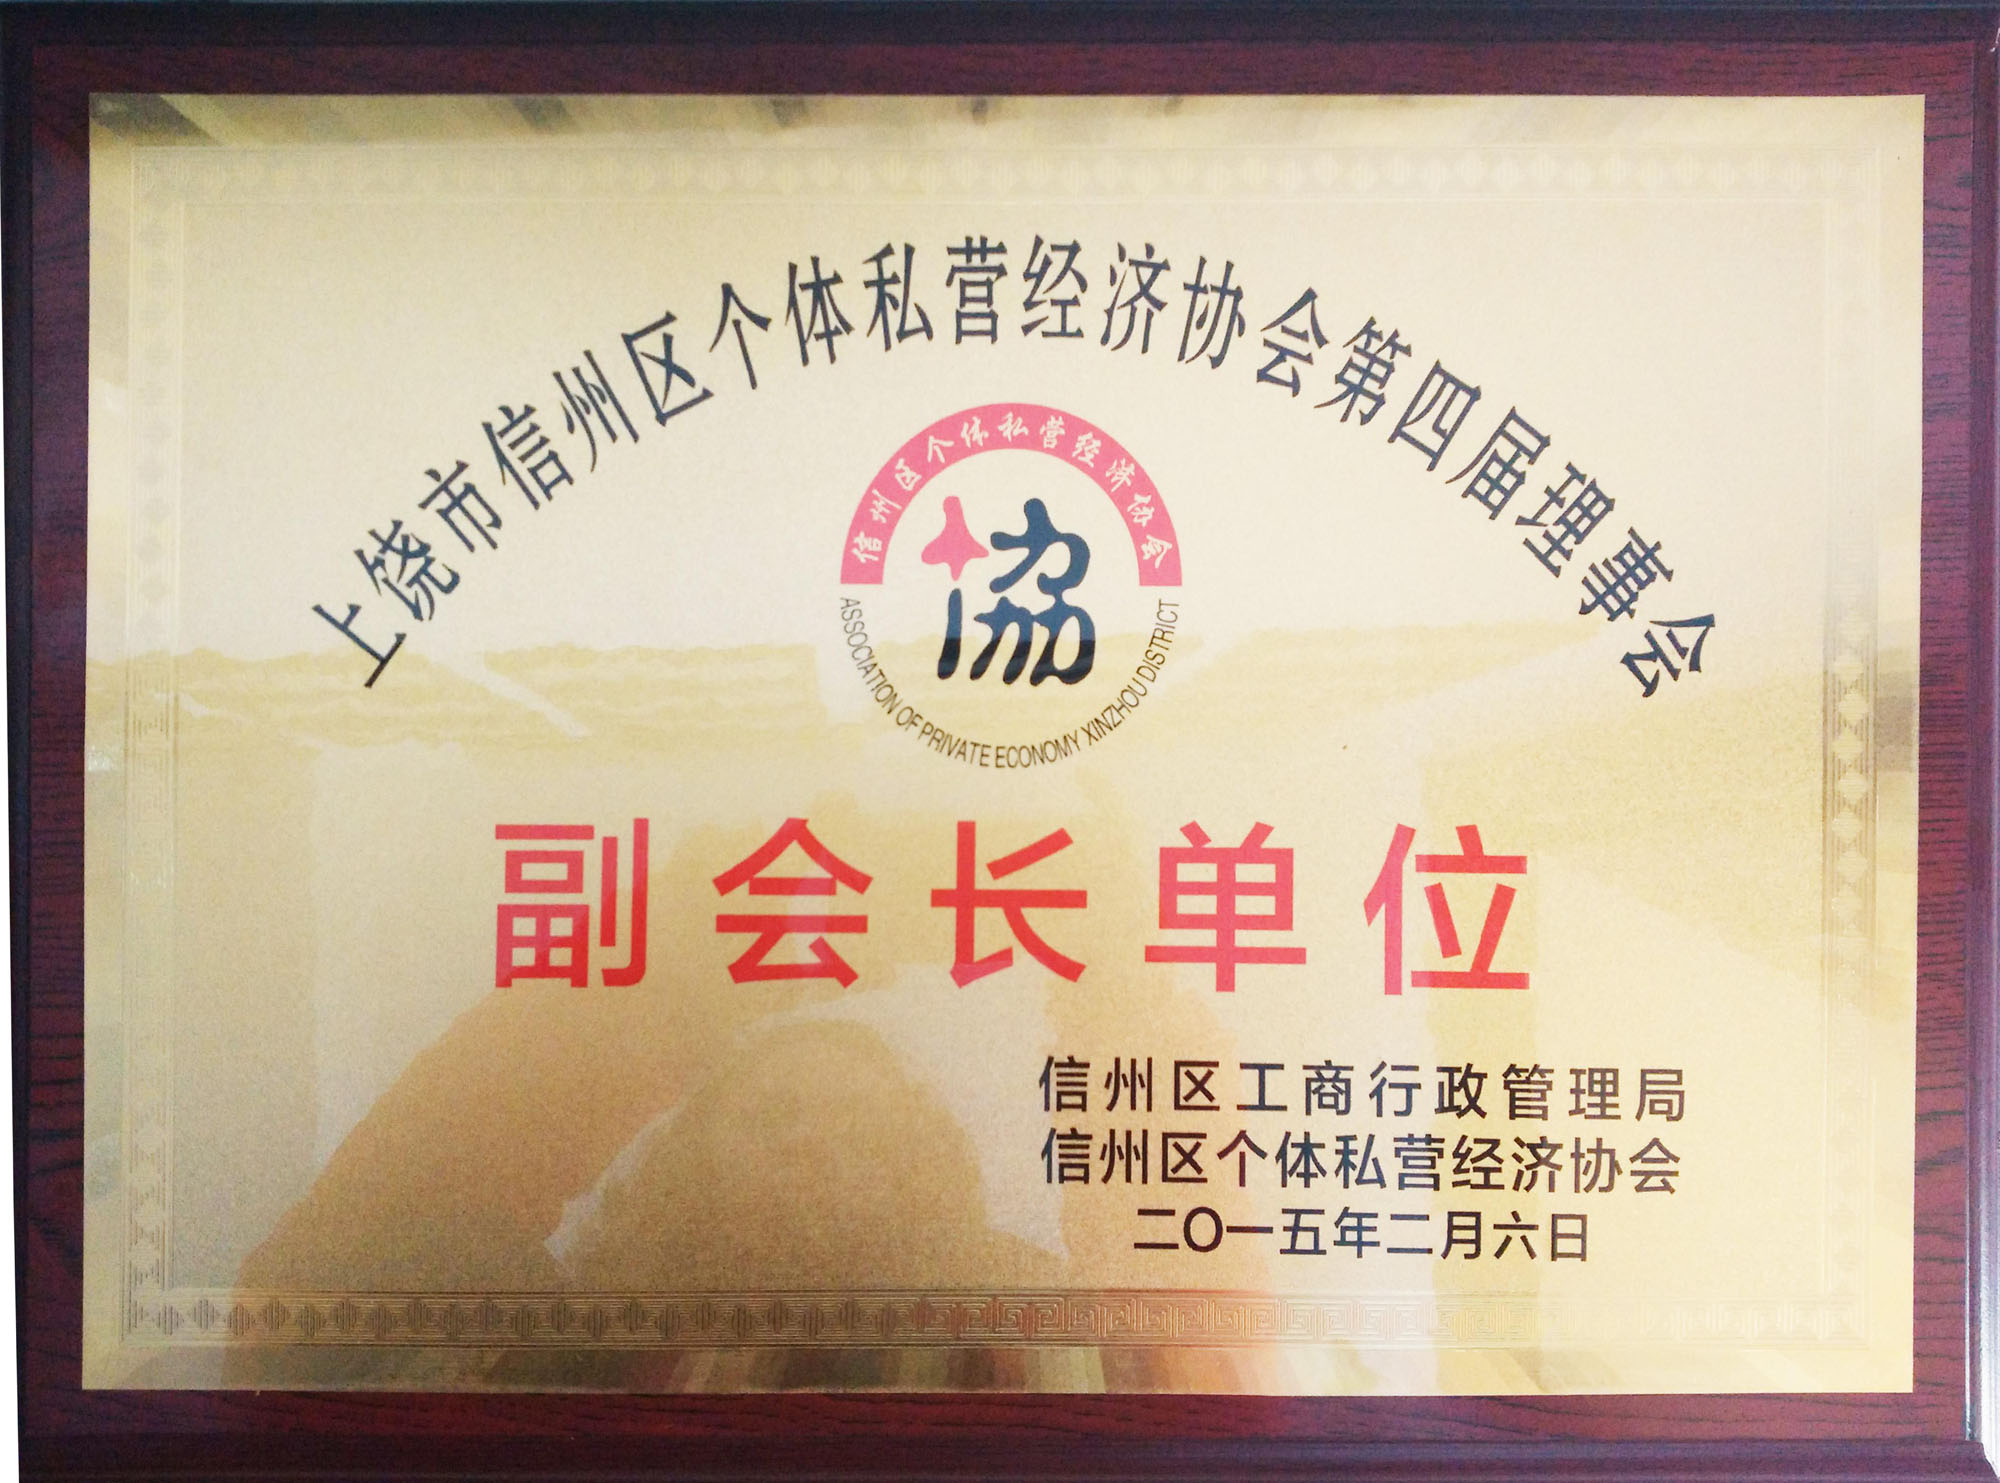 上饶市信州区个体私营经济协会第四届理事会
信州区个体私营经济协会
協
ASSOCIATION OF PRIVATE ECONOMY XINZHOU DISTRICT
副会长单位
信州区工商行政管理局
信州区个体私营经济协会
二〇一五年二月六日